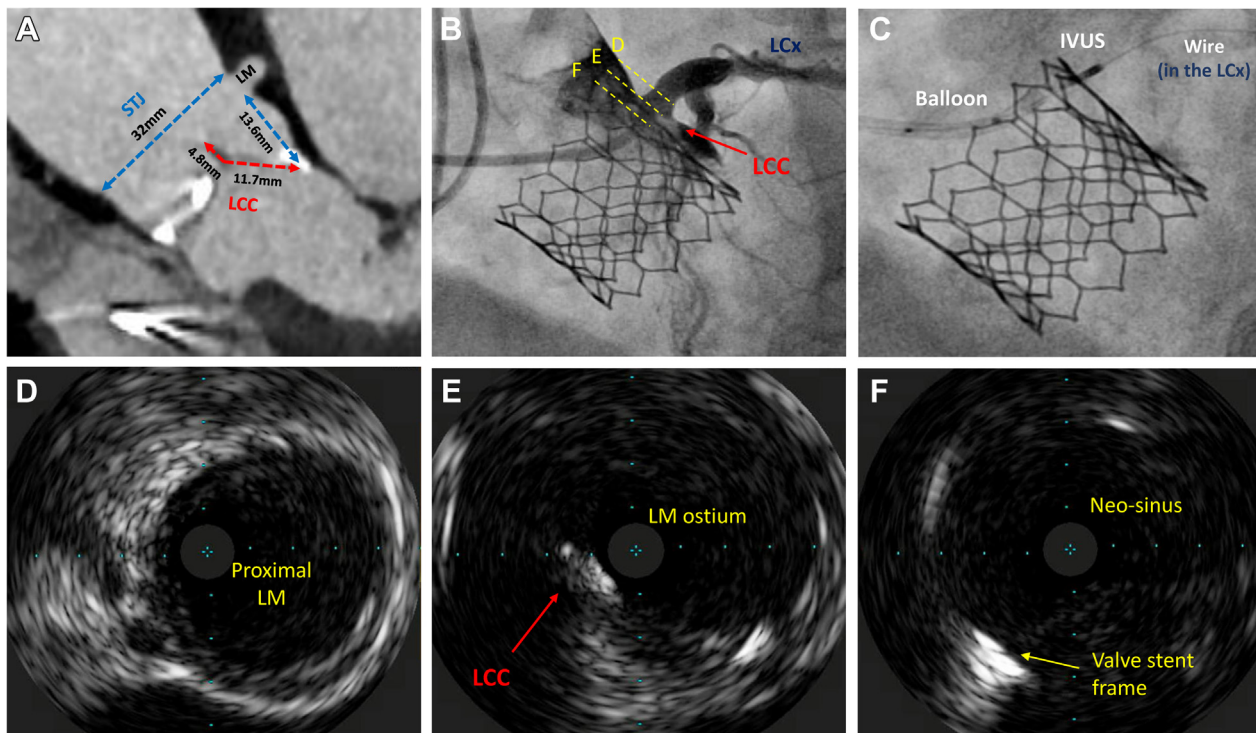 A
LM
STJ
32mm
13.6mm
4.8mm
11.7mm
LCC
B
D
E
F
LCx
LCC
C
IVUS
Wire
(in the LCx)
Balloon
D
Proximal
LM
E
LM ostium
LCC
F
Neo-sinus
Valve stent
frame